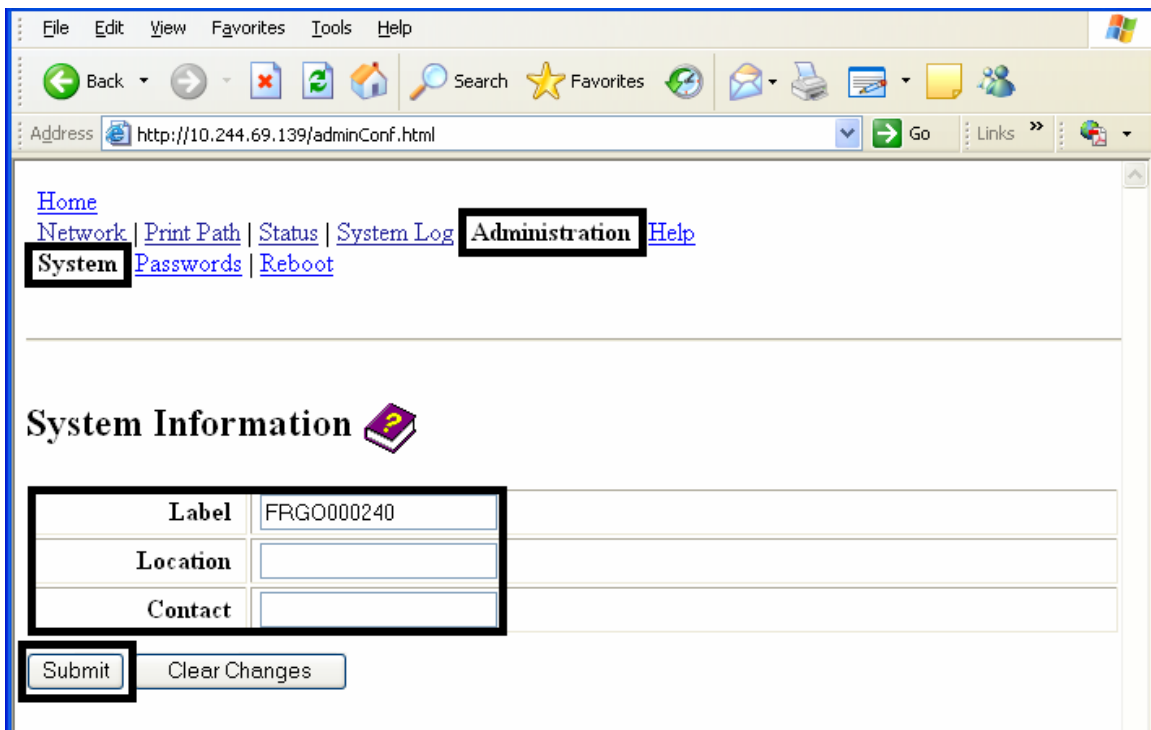 File Edit View Favorites Tools Help
Back Search Favorites
Address http://10.244.69.139/adminConf.html Go Links »
Home
Network | Print Path | Status | System Log Administration Help
System Passwords | Reboot
System Information
Label FRGO000240
Location
Contact
Submit Clear Changes